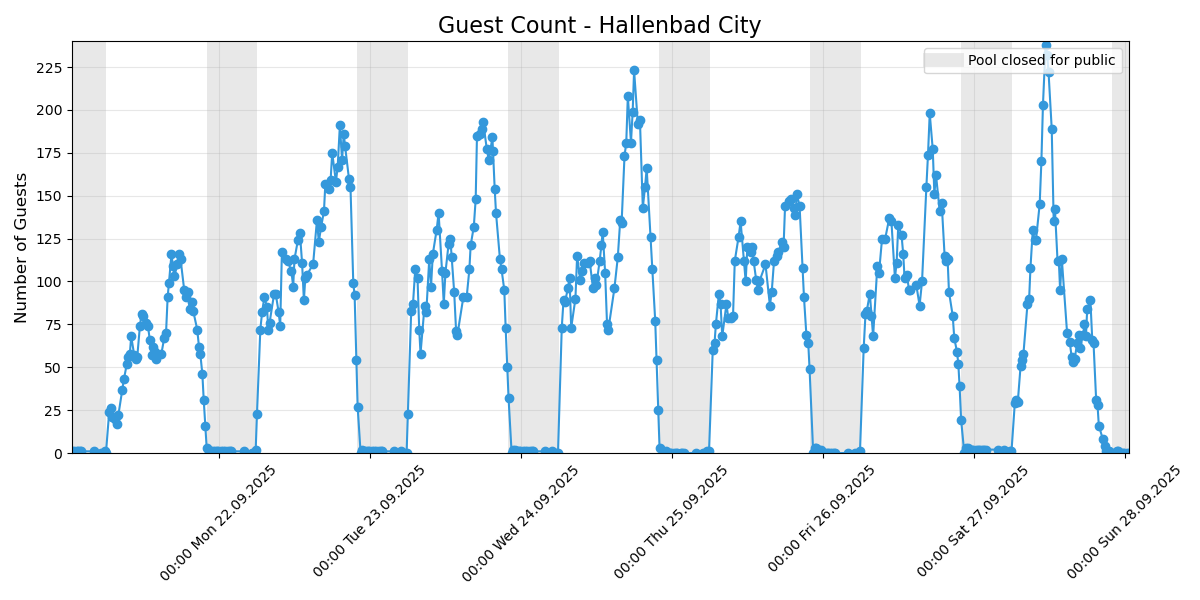 Guest Count - Hallenbad City
Pool closed for public
Number of Guests
225
200
175
150
125
100
75
50
25
0
00:00 Mon 22.09.2025
00:00 Tue 23.09.2025
00:00 Wed 24.09.2025
00:00 Thu 25.09.2025
00:00 Fri 26.09.2025
00:00 Sat 27.09.2025
00:00 Sun 28.09.2025